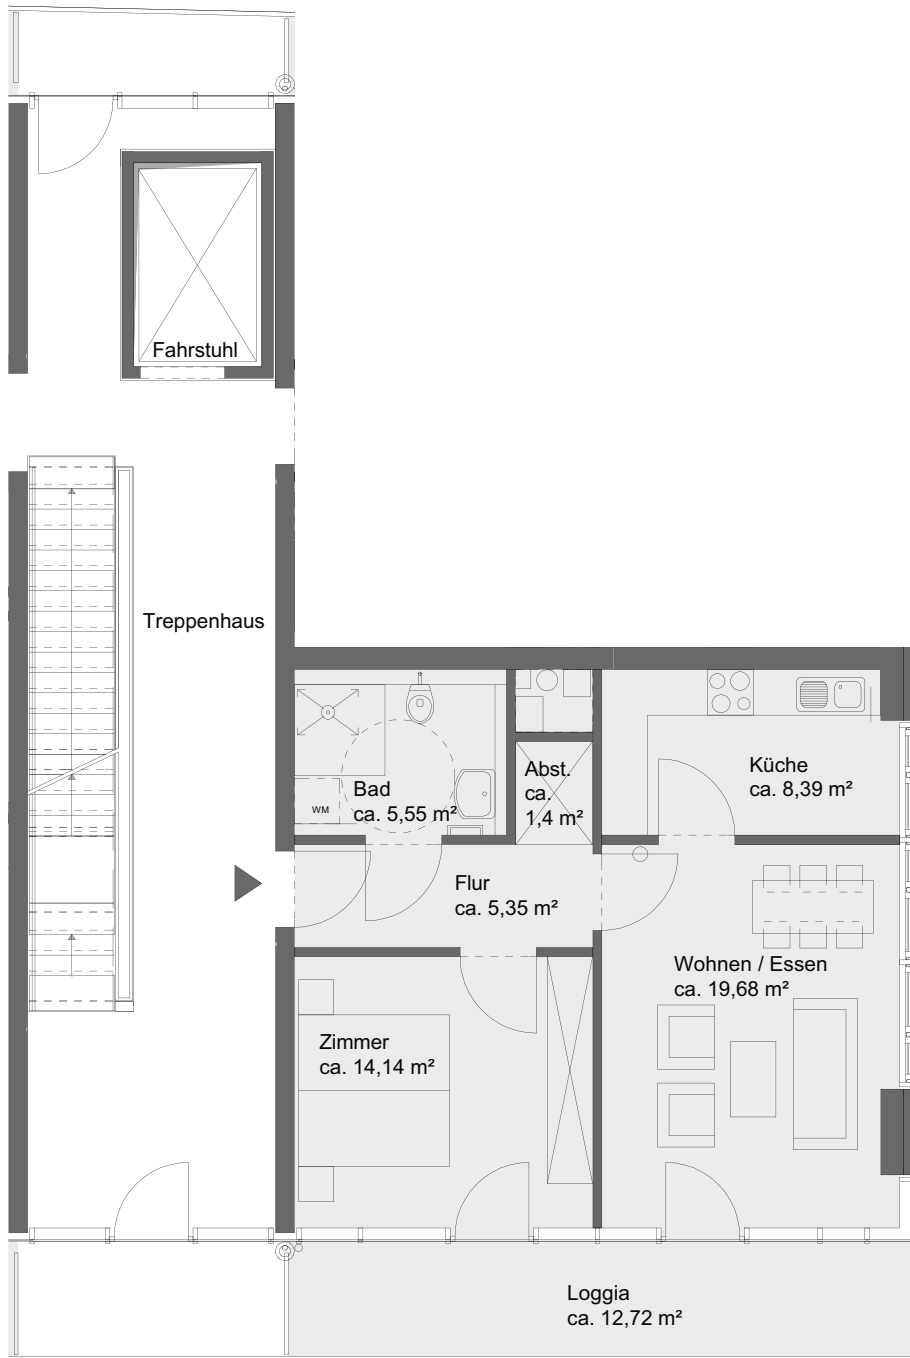 Fahrstuhl
Treppenhaus
Bad
ca. 5,55 m²
WM
Abst.
ca.
1,4 m²
Küche
ca. 8,39 m²
Flur
ca. 5,35 m²
Wohnen / Essen
ca. 19,68 m²
Zimmer
ca. 14,14 m²
Loggia
ca. 12,72 m²